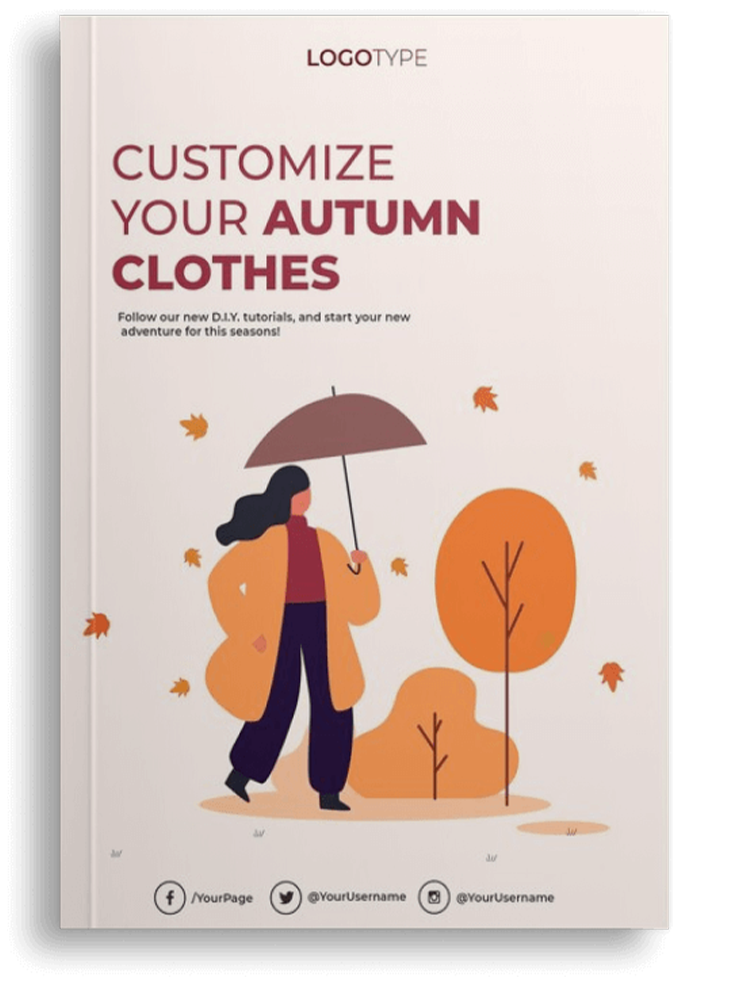 LOGOTYPE
CUSTOMIZE
YOUR AUTUMN
CLOTHES
Follow our new D.I.Y. tutorials, and start your new
adventure for this seasons!
/YourPage @YourUsername @YourUsername